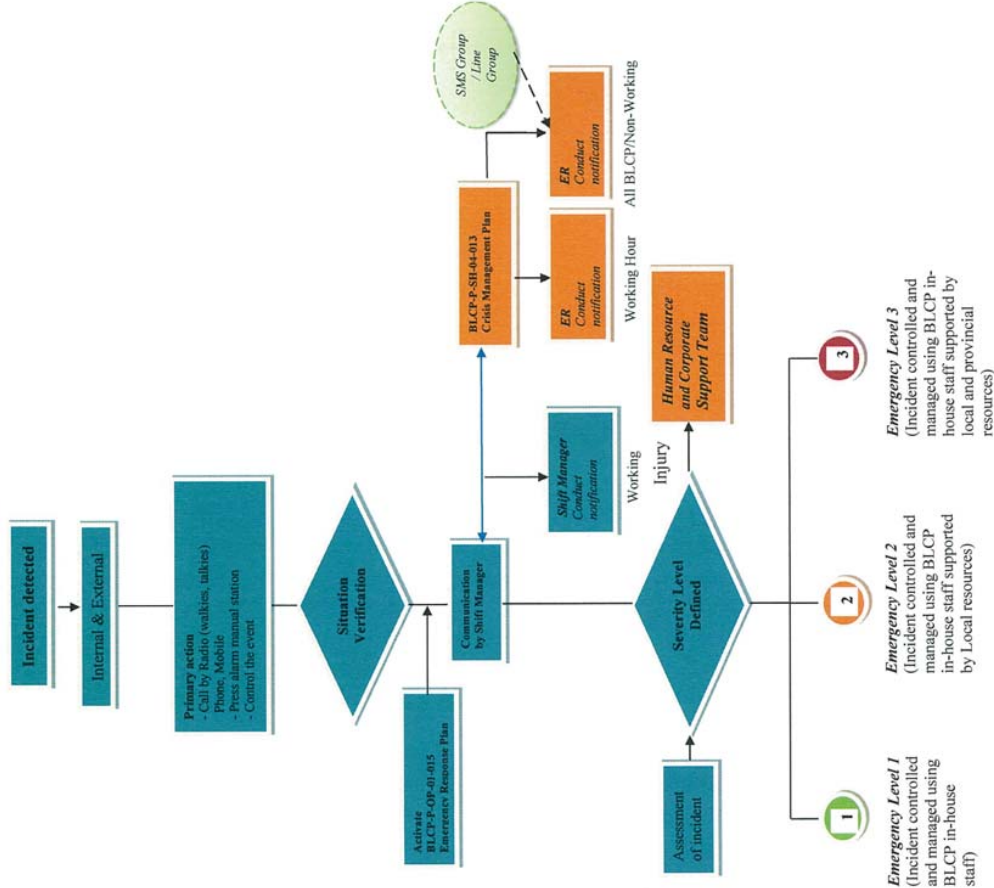 Incident detected
Internal & External
Primary action
- Call by Radio (walkies, talkies)
Phone, Mobile
- Press alarm manual station
- Control the event
Situation
Verification
Activate
BLCP-P-OP-01-015
Emergency Response Plan
Communication
by Shift Manager
BLCP-P-SH-04-013
Crisis Management Plan
SMS Group
/ Line
Group
Shift Manager
Conduct
notification
Working
ER
Conduct
notification
Working Hour
ER
Conduct
notification
All BLCP/Non-Working
Assessment
of incident
Severity Level
Defined
Injury
Human Resource
and Corporate
Support Team
1
2
3
Emergency Level 1
(Incident controlled
and managed using
BLCP in-house
staff)
Emergency Level 2
(Incident controlled and
managed using BLCP
in-house staff supported
by Local resources)
Emergency Level 3
(Incident controlled and
managed using BLCP in-
house staff supported by
local and provincial
resources)